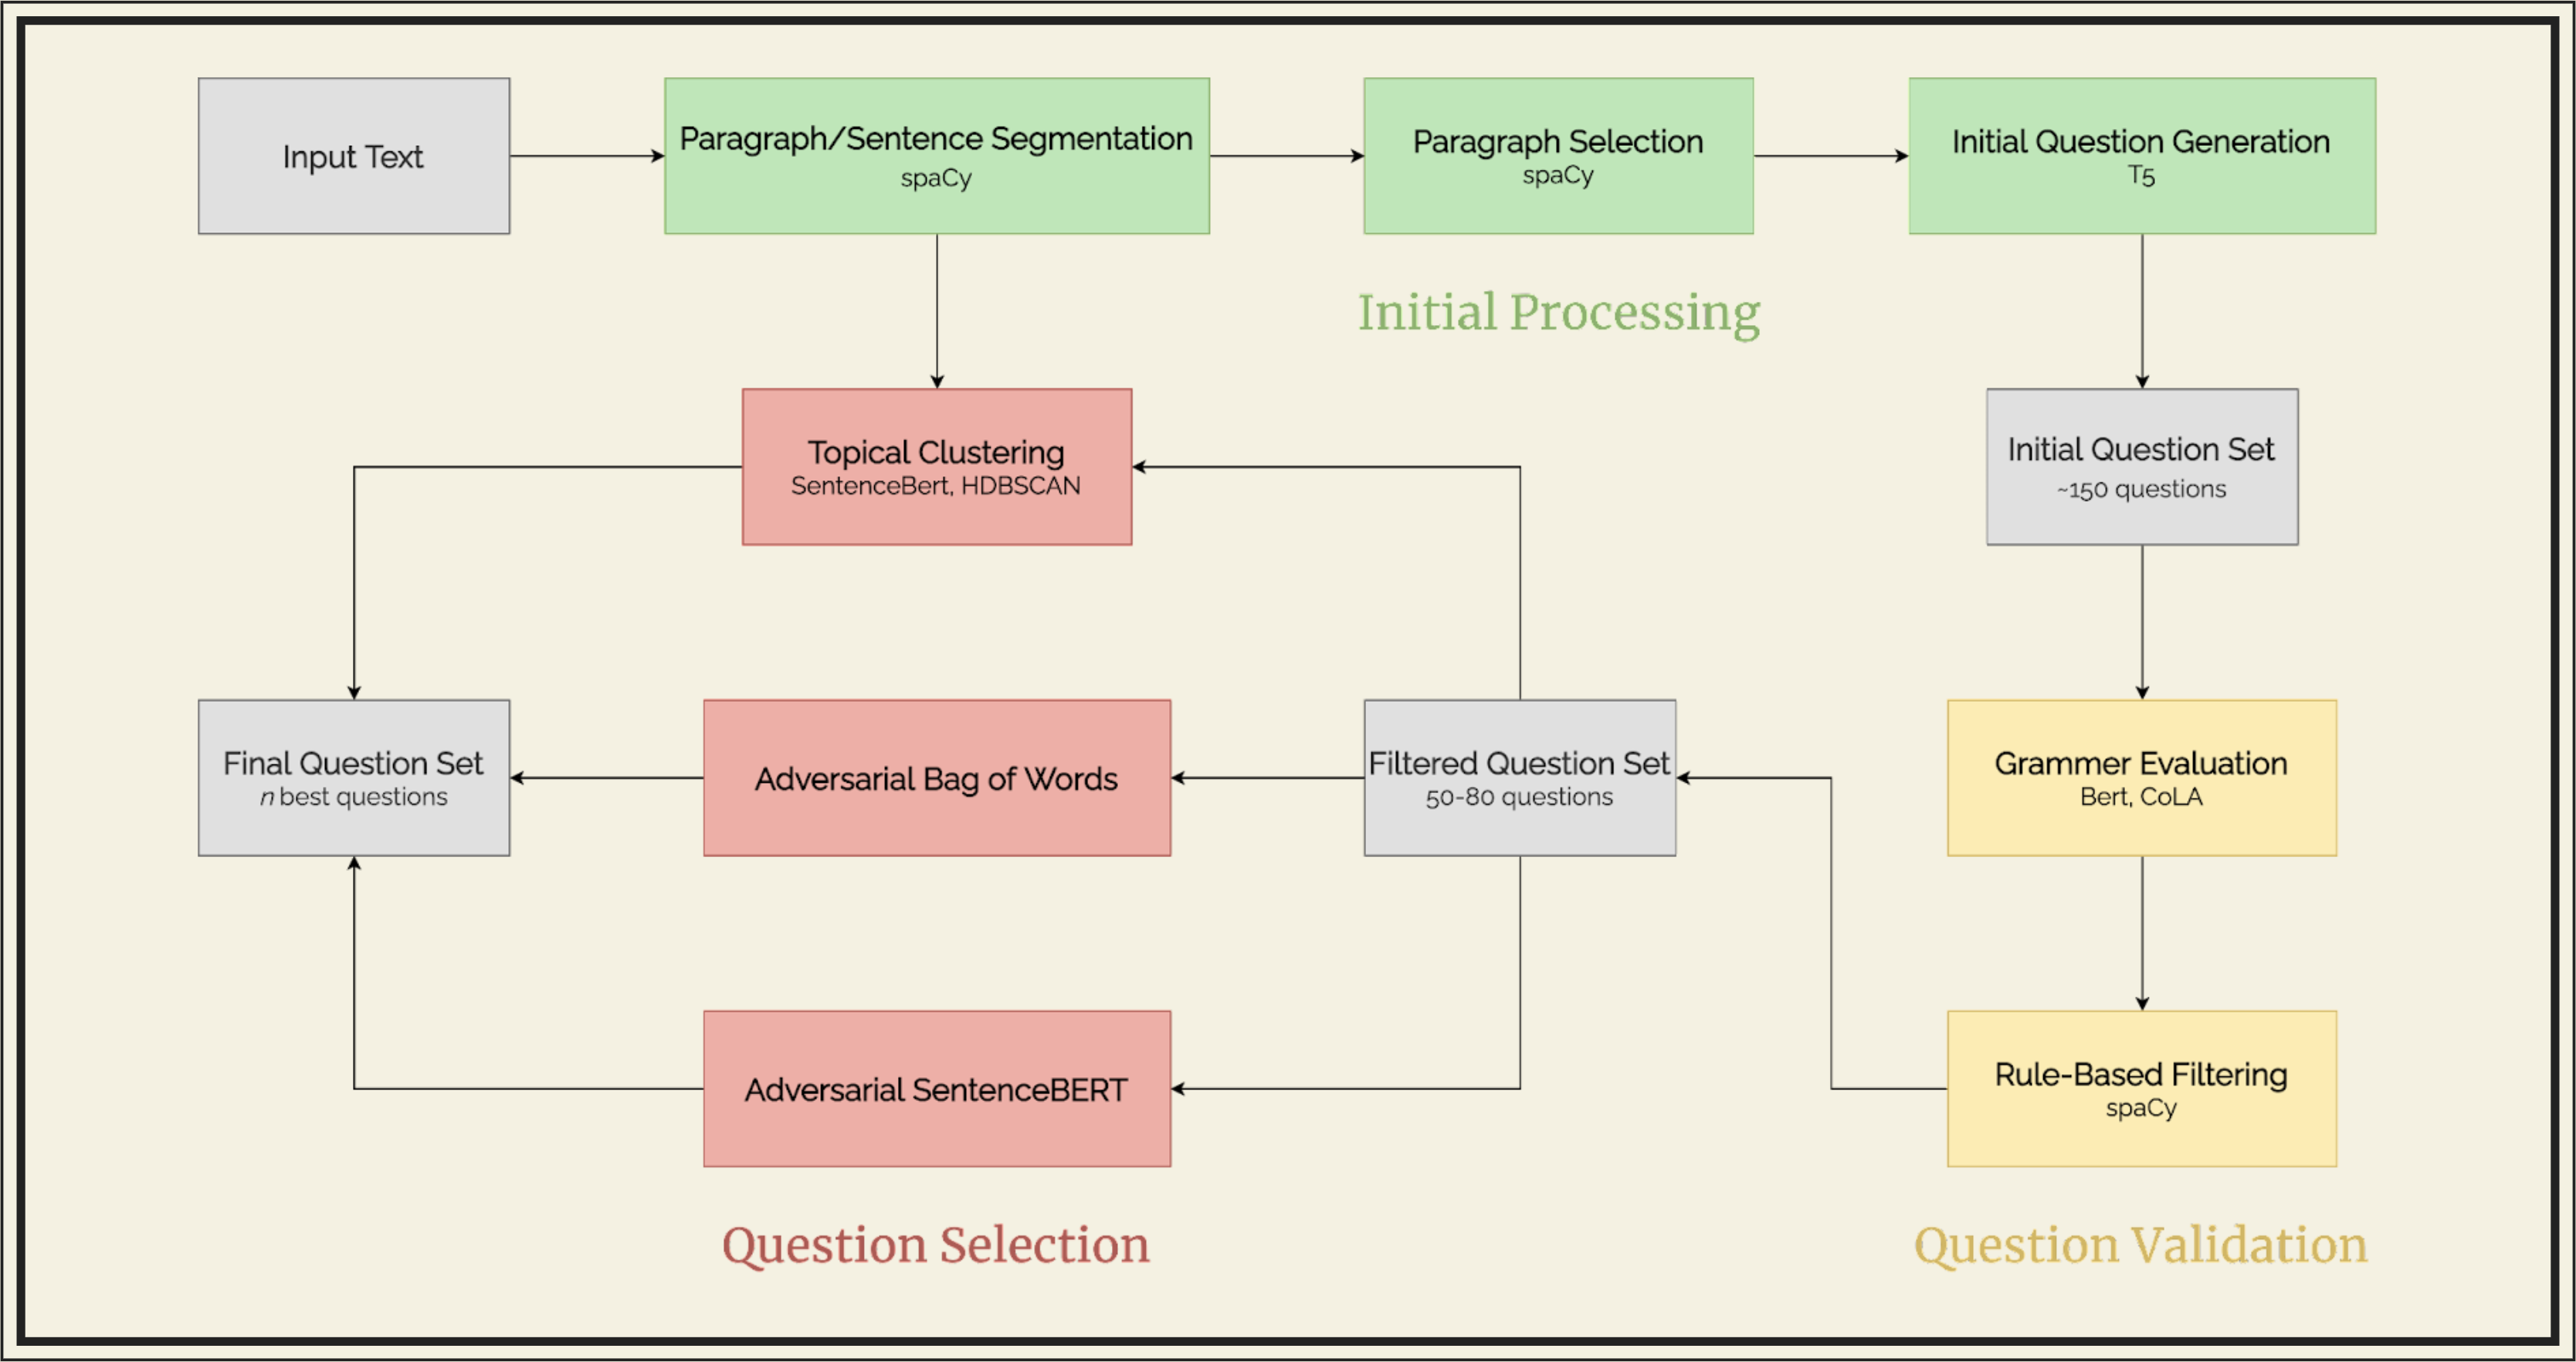 Input Text
Paragraph/Sentence Segmentation
spaCy
Paragraph Selection
spaCy
Initial Question Generation
T5
Initial Processing
Topical Clustering
SentenceBert, HDBSCAN
Initial Question Set
~150 questions
Final Question Set
n best questions
Adversarial Bag of Words
Filtered Question Set
50-80 questions
Grammer Evaluation
Bert, CoLA
Adversarial SentenceBERT
Rule-Based Filtering
spaCy
Question Selection
Question Validation